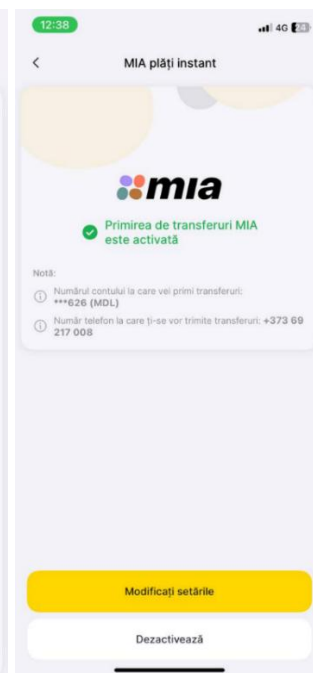 12:38
4G 23
MIA plăți instant
mia
Primirea de transferuri MIA
este activată
Notă:
Numărul contului la care vei primi transferuri:
***626 (MDL)
Număr telefon la care ți-se vor trimite transferuri: +373 69
217 008
Modificați setările
Dezactivează